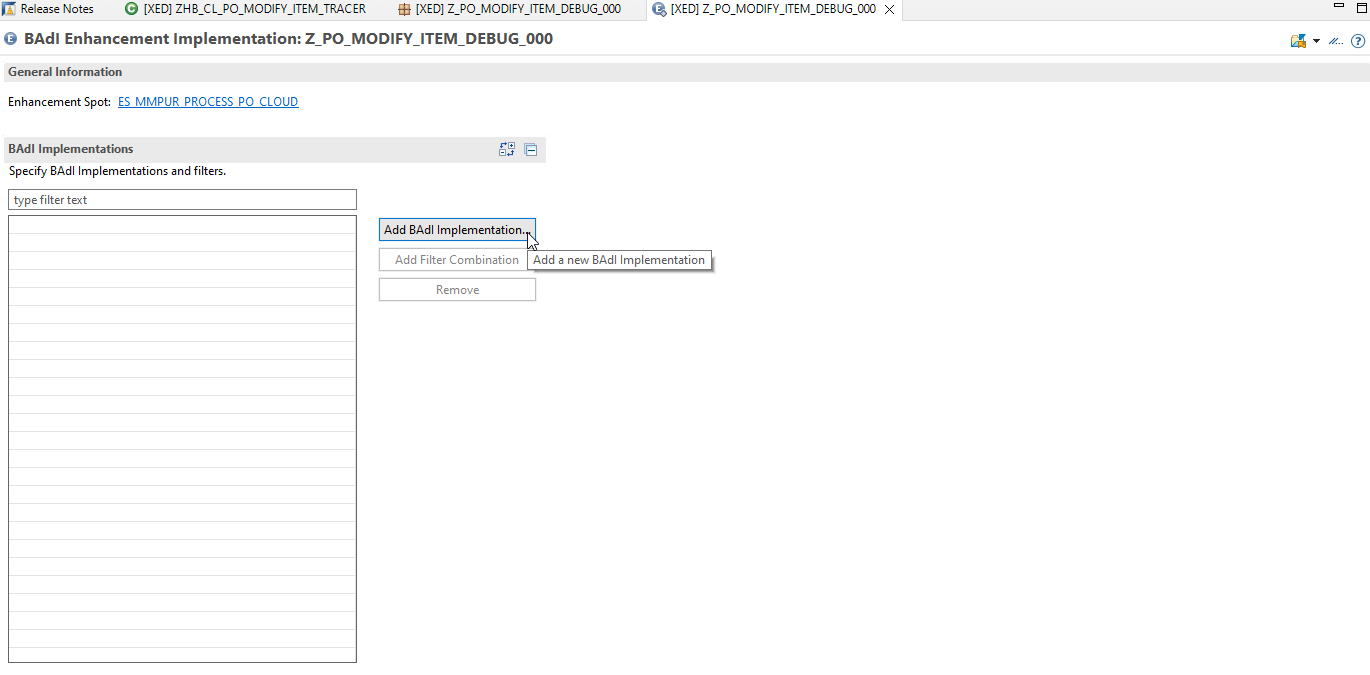 Release Notes
[XED] ZHB_CL_PO_MODIFY_ITEM_TRACER
[XED] Z_PO_MODIFY_ITEM_DEBUG_000
[XED] Z_PO_MODIFY_ITEM_DEBUG_000
BAdI Enhancement Implementation: Z_PO_MODIFY_ITEM_DEBUG_000
General Information
Enhancement Spot: ES_MMPUR_PROCESS_PO_CLOUD
BAdI Implementations
Specify BAdI Implementations and filters.
type filter text
Add BAdI Implementation...
Add Filter Combination
Add a new BAdI Implementation
Remove